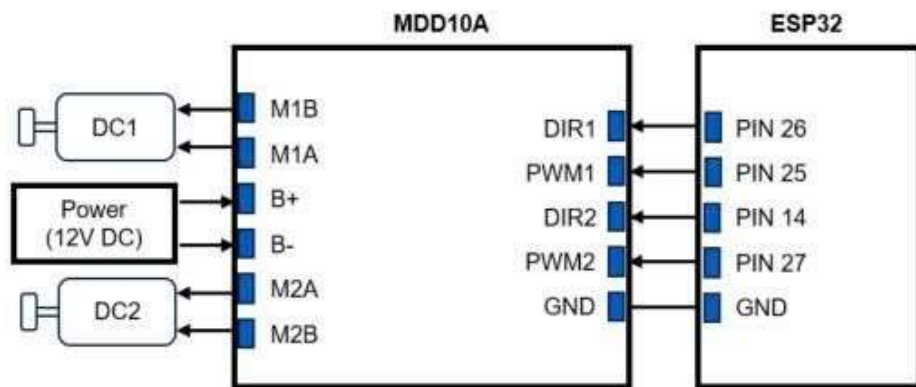 MDD10A
ESP32
DC1
Power
(12V DC)
DC2
M1B
M1A
B+
B-
M2A
M2B
DIR1
PWM1
DIR2
PWM2
GND
PIN 26
PIN 25
PIN 14
PIN 27
GND